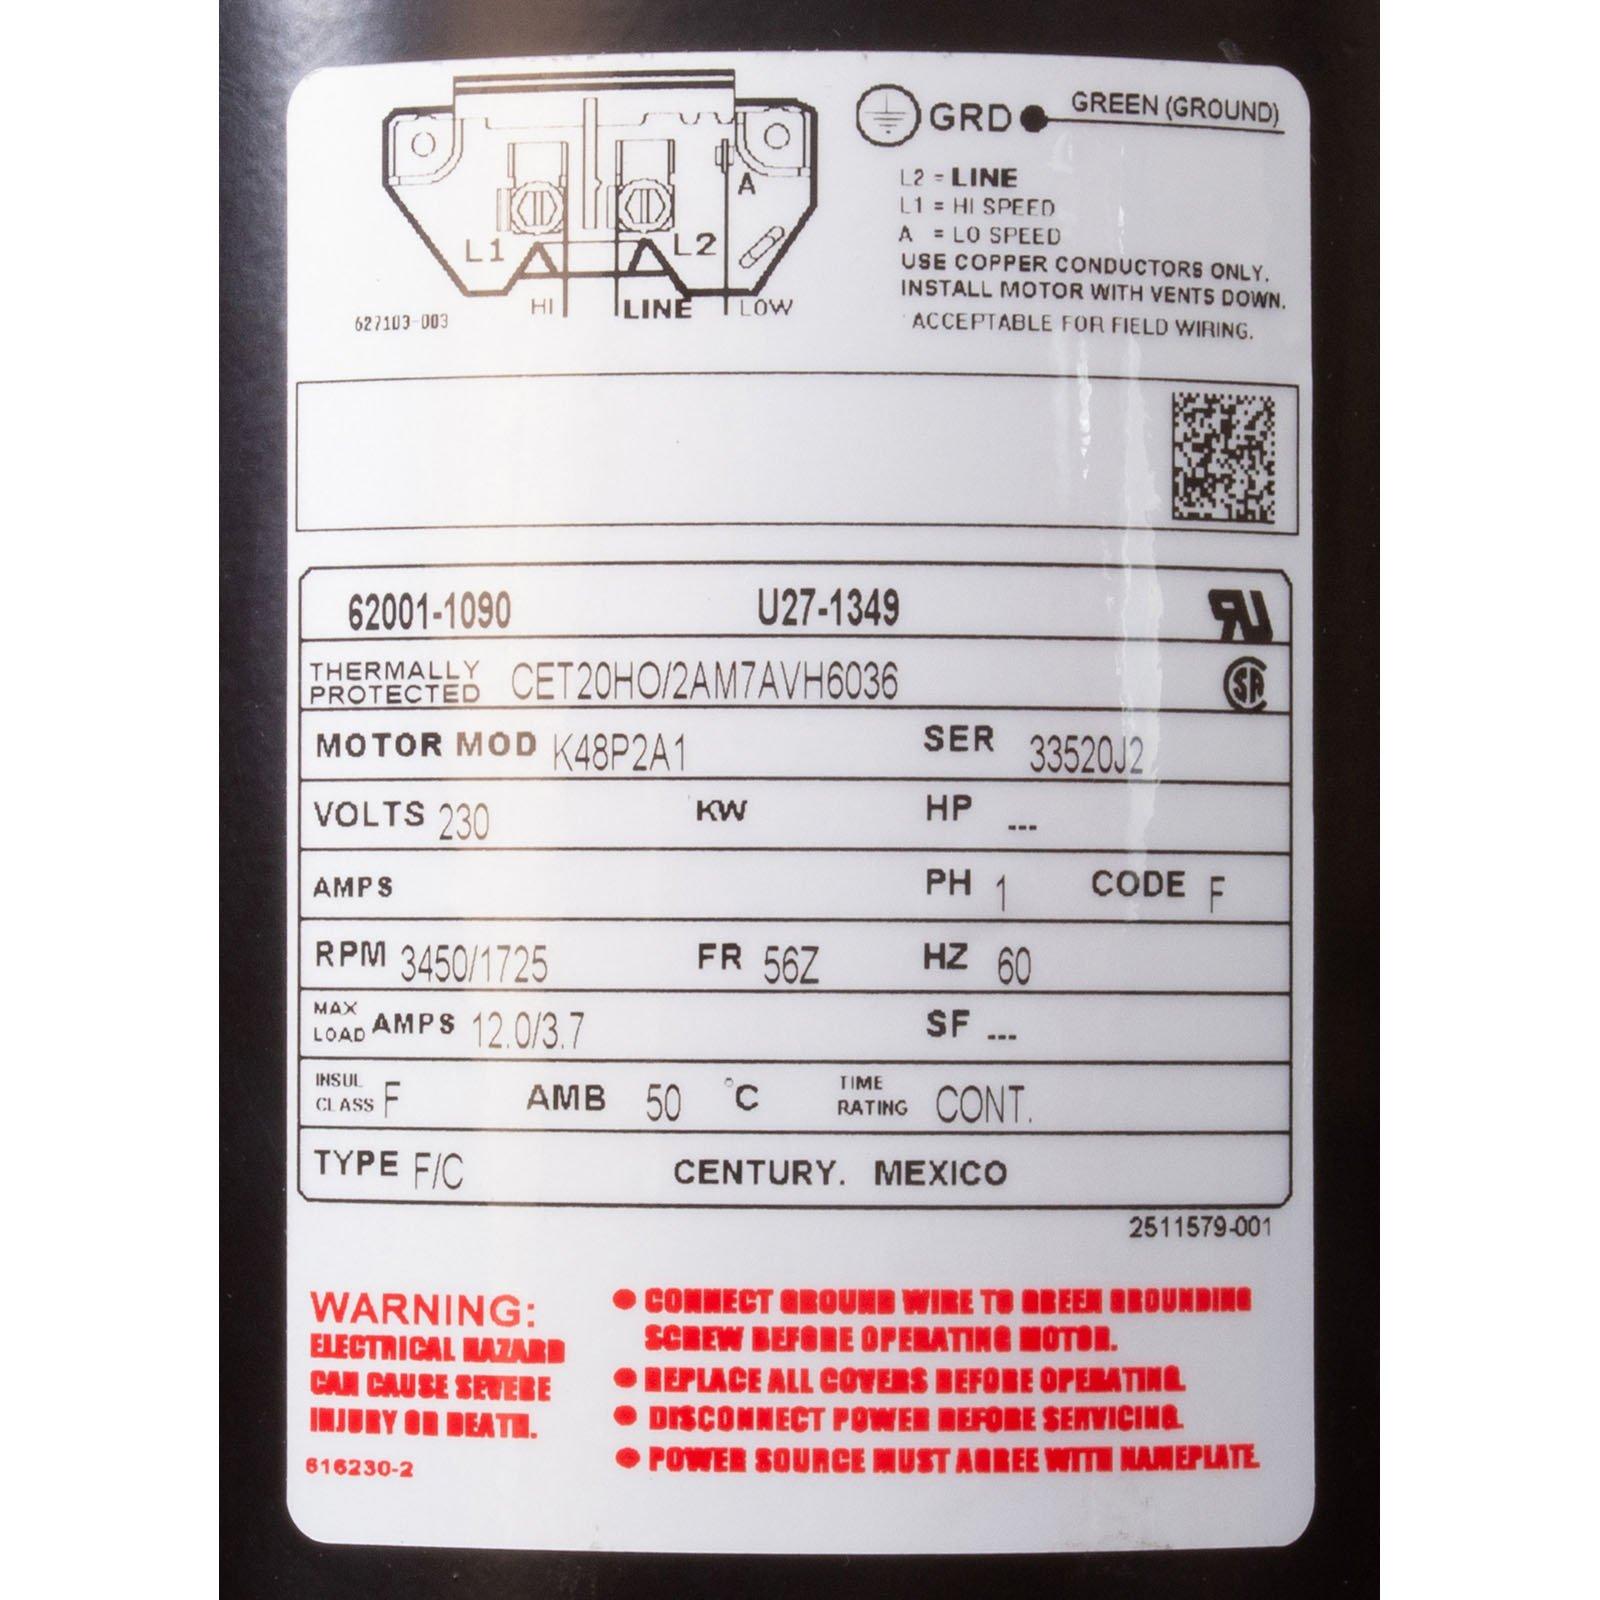 GRD GREEN (GROUND)
L2 = LINE
L1 = HI SPEED
A = LO SPEED
USE COPPER CONDUCTORS ONLY.
INSTALL MOTOR WITH VENTS DOWN.
ACCEPTABLE FOR FIELD WIRING.
A
L1 L2
HI LINE LOW
627103-003
62001-1090 U27-1349
THERMALLY PROTECTED CET20HO/2AM7AVH6036
MOTOR MOD K48P2A1 SER 33520J2
VOLTS 230 KW HP ---
AMPS PH 1 CODE F
RPM 3450/1725 FR 56Z HZ 60
MAX LOAD AMPS 12.0/3.7 SF ---
INSUL CLASS F AMB 50 °C TIME RATING CONT.
TYPE F/C CENTURY. MEXICO
2511579-001
WARNING:
ELECTRICAL HAZARD
CAN CAUSE SEVERE
INJURY OR DEATH.
616230-2
• CONNECT GROUND WIRE TO GREEN GROUNDING
SCREW BEFORE OPERATING MOTOR.
• REPLACE ALL COVERS BEFORE OPERATING.
• DISCONNECT POWER BEFORE SERVICING.
• POWER SOURCE MUST AGREE WITH NAMEPLATE.